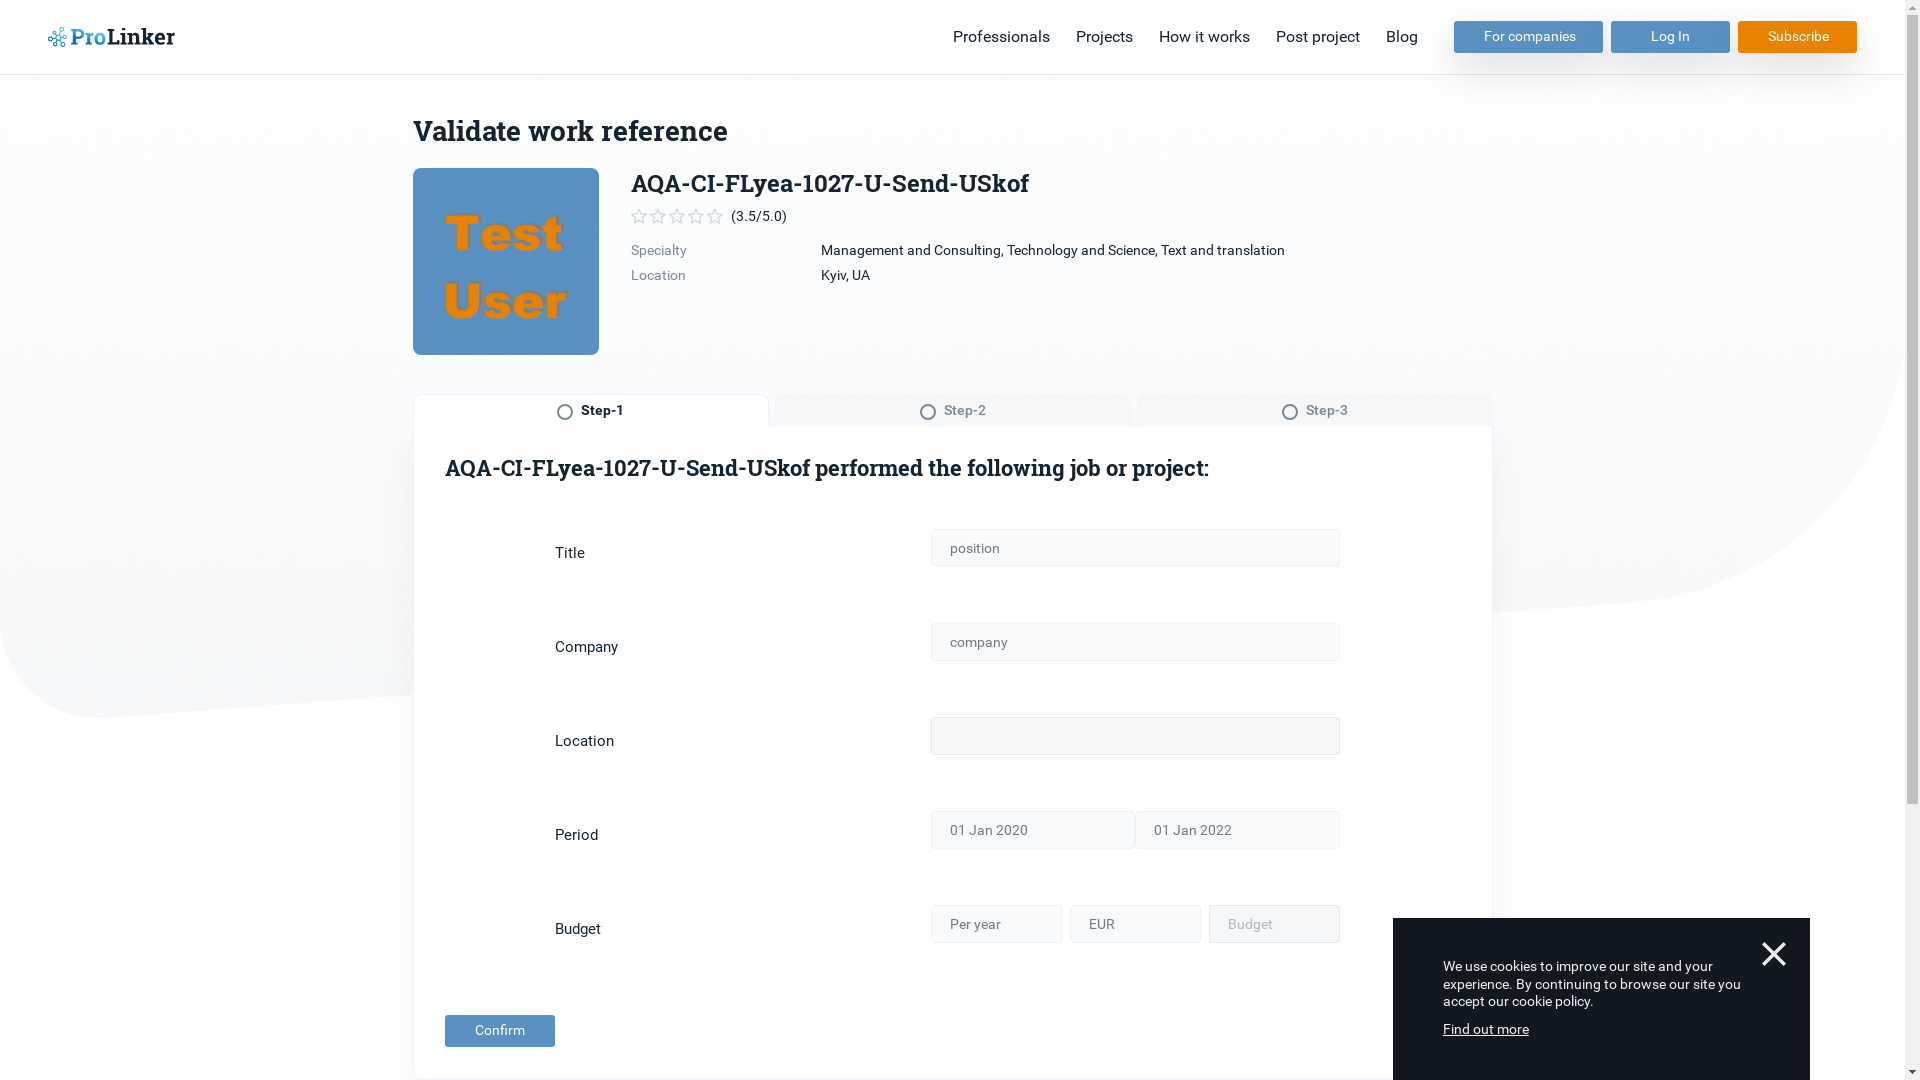 ProLinker
Professionals
Projects
How it works
Post project
Blog
For companies
Log In
Subscribe
Validate work reference
Test
User
AQA-CI-FLyea-1027-U-Send-USkof
(3.5/5.0)
Specialty
Management and Consulting, Technology and Science, Text and translation
Location
Kyiv, UA
Step-1
Step-2
Step-3
AQA-CI-FLyea-1027-U-Send-USkof performed the following job or project:
Title
position
Company
company
Location
Period
01 Jan 2020
01 Jan 2022
Budget
Per year
EUR
Budget
Confirm
We use cookies to improve our site and your
experience. By continuing to browse our site you
accept our cookie policy.
Find out more